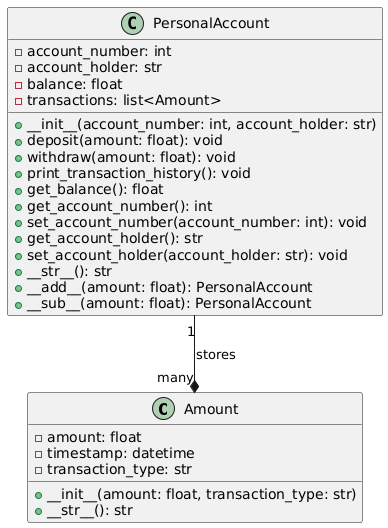 C PersonalAccount
account_number: int
account_holder: str
balance: float
transactions: list<Amount>
__init__(account_number: int, account_holder: str)
deposit(amount: float): void
withdraw(amount: float): void
print_transaction_history(): void
get_balance(): float
get_account_number(): int
set_account_number(account_number: int): void
get_account_holder(): str
set_account_holder(account_holder: str): void
__str__(): str
__add__(amount: float): PersonalAccount
__sub__(amount: float): PersonalAccount
1
stores
many
C Amount
amount: float
timestamp: datetime
transaction_type: str
__init__(amount: float, transaction_type: str)
__str__(): str